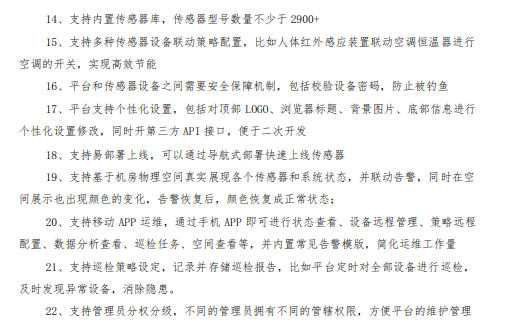 14、支持内置传感器库，传感器型号数量不少于 2900+
15、支持多种传感器设备联动策略配置，比如人体红外感应装置联动空调恒温器进行
空调的开关，实现高效节能
16、平台和传感器设备之间需要安全保障机制，包括校验设备密码，防止被钓鱼
17、平台支持个性化设置，包括对顶部 LOGO、浏览器标题、背景图片、底部信息进行
个性化设置修改，同时开第三方 API 接口，便于二次开发
18、支持易部署上线，可以通过导航式部署快速上线传感器
19、支持基于机房物理空间真实展现各个传感器和系统状态，并联动告警，同时在空
间展示也出现颜色的变化，告警恢复后，颜色恢复成正常状态；
20、支持移动 APP 运维，通过手机 APP 即可进行状态查看、设备远程管理、策略远程
配置、数据分析查看、巡检任务、空间查看等，并内置常见告警模版，简化运维工作量
21、支持巡检策略设定，记录并存储巡检报告，比如平台定时对全部设备进行巡检，
及时发现异常设备，消除隐患。
22、支持管理员分权分级，不同的管理员拥有不同的管辖权限，方便平台的维护管理